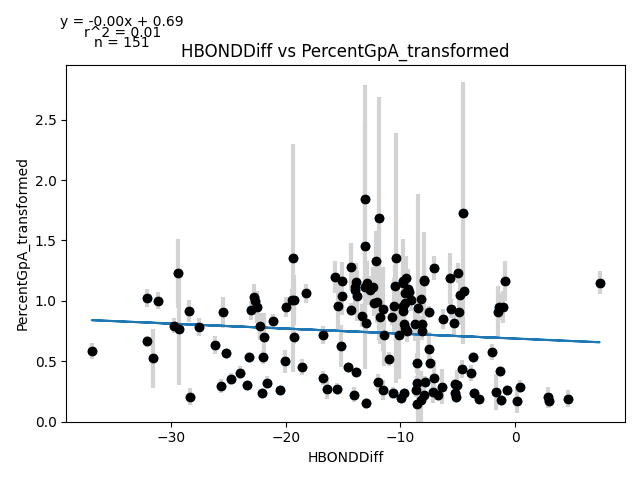 y = -0.00x + 0.69
r^2 = 0.01
n = 151
HBONDDiff vs PercentGpA_transformed
PercentGpA_transformed
2.5
2.0
1.5
1.0
0.5
0.0
−30
−20
−10
0
HBONDDiff